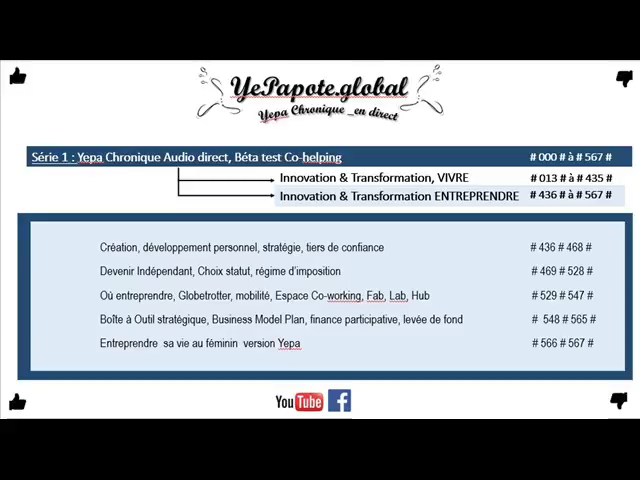 YePapote.global
Yepa Chronique _en direct
Série 1 : Yepa Chronique Audio direct, Béta test Co-helping # 000 # à # 567 #
Innovation & Transformation, VIVRE # 013 # à # 435 #
Innovation & Transformation ENTREPRENDRE # 436 # à # 567 #
Création, développement personnel, stratégie, tiers de confiance # 436 # 468 #
Devenir Indépendant, Choix statut, régime d'imposition # 469 # 528 #
Où entreprendre, Globetrotter, mobilité, Espace Co-working, Fab, Lab, Hub # 529 # 547 #
Boîte à Outil stratégique, Business Model Plan, finance participative, levée de fond # 548 # 565 #
Entreprendre sa vie au féminin version Yepa # 566 # 567 #
YouTube f